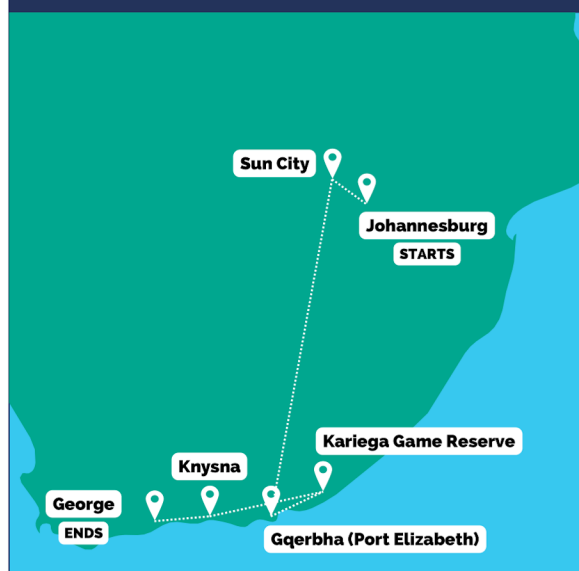 Sun City
Johannesburg
STARTS
Kariega Game Reserve
Knysna
George
ENDS
Gqerbha (Port Elizabeth)